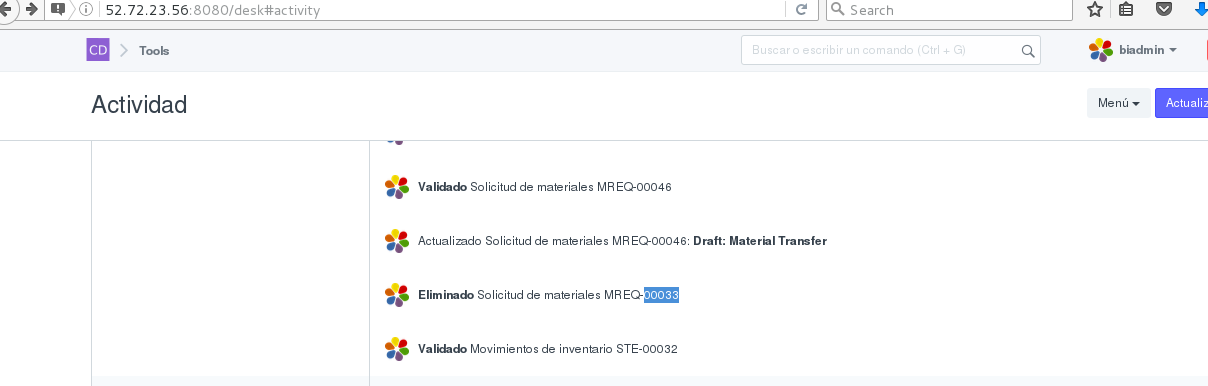 52.72.23.56:8080/desk#activity
Search
CD
Tools
Buscar o escribir un comando (Ctrl + G)
biadmin
Actividad
Menú
Actualiz
Validado Solicitud de materiales MREQ-00046
Actualizado Solicitud de materiales MREQ-00046: Draft: Material Transfer
Eliminado Solicitud de materiales MREQ-00033
Validado Movimientos de inventario STE-00032